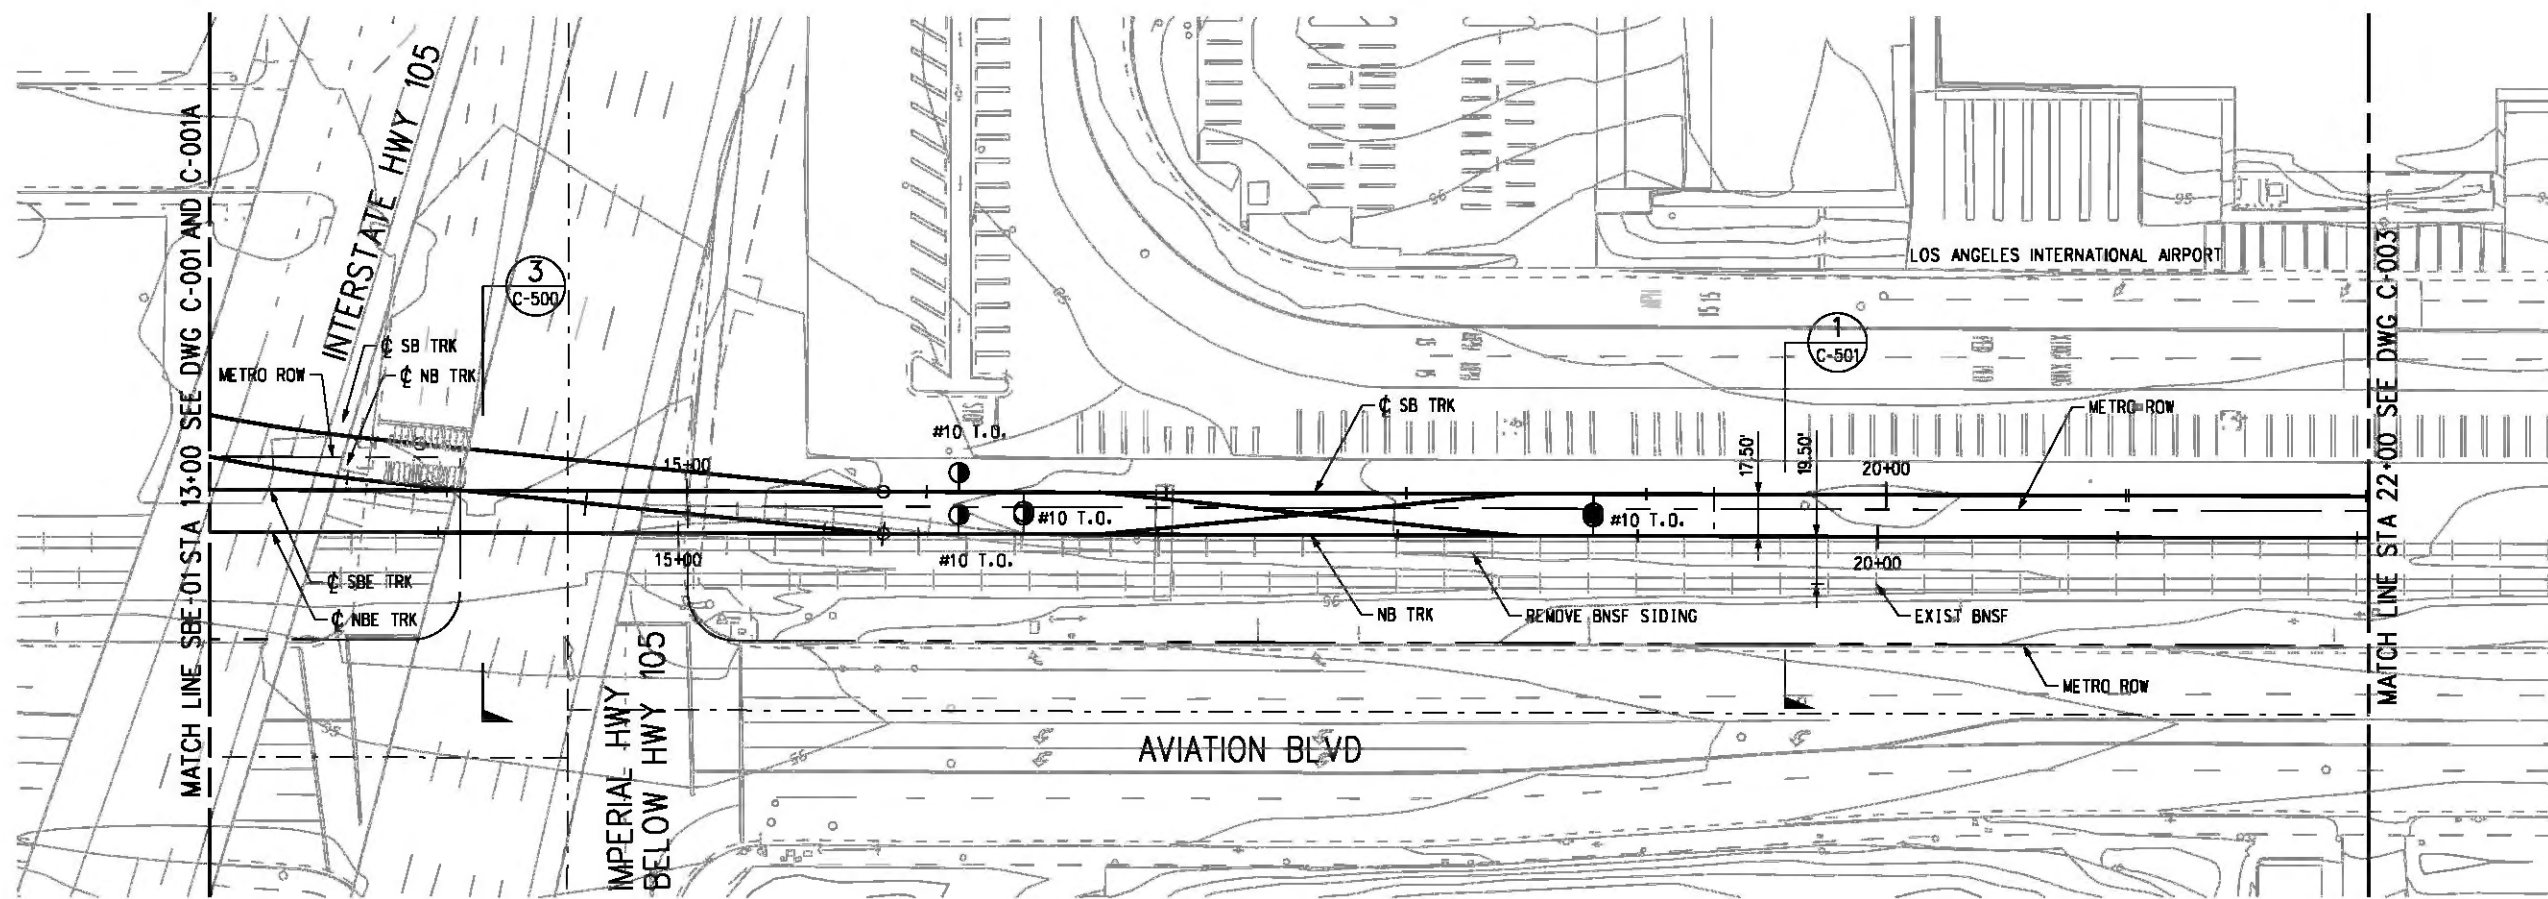 MATCH LINE SBE-01 STA 13+00 SEE DWG C-001 AND C-001A
INTERSTATE HWY 105
3
C-500
℄ SB TRK
METRO ROW
℄ NB TRK
LOS ANGELES INTERNATIONAL AIRPORT
1
C-501
℄ SB TRK
METRO ROW
#10 T.O.
15+00
17.50'
19.50'
20+00
#10 T.O.
#10 T.O.
#10 T.O.
15+00
20+00
℄ SBE TRK
℄ NBE TRK
NB TRK
REMOVE BNSF SIDING
EXIST BNSF
METRO ROW
IMPERIAL HWY
BELOW HWY 105
AVIATION BLVD
MATCH LINE STA 22+00 SEE DWG C-003
95
95
95